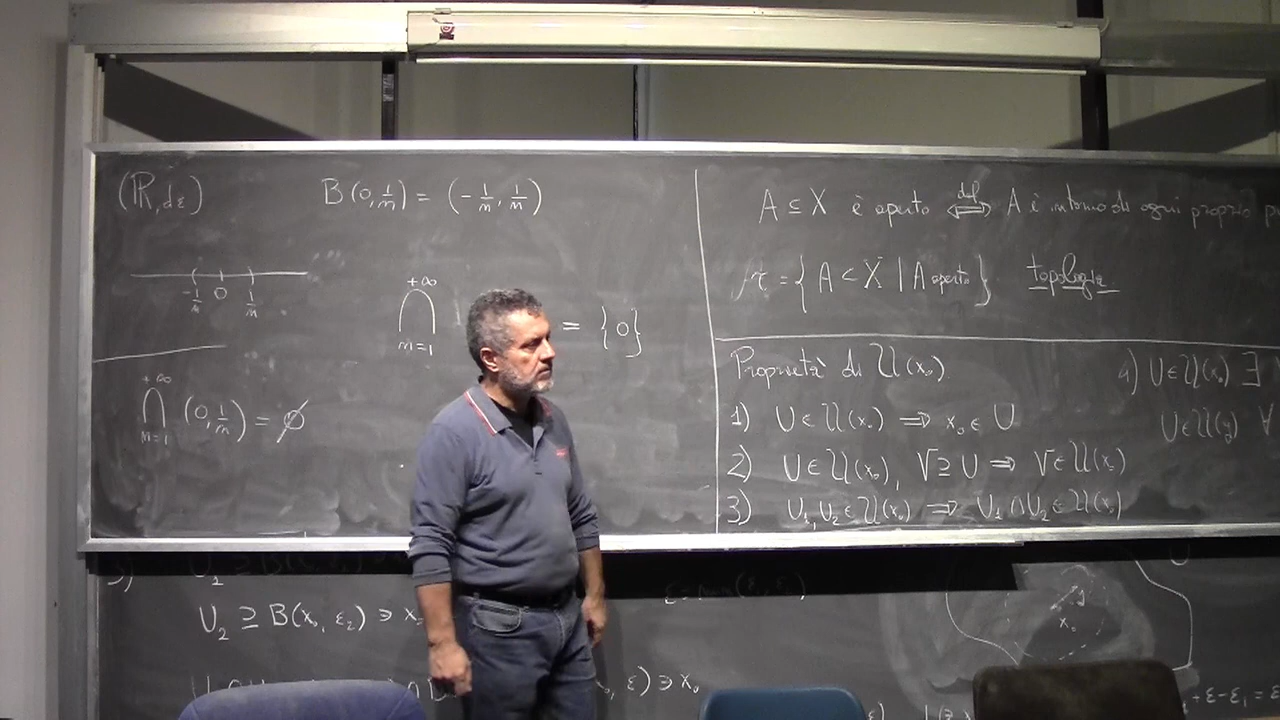 (ℝ, dε)
B(0, 1/n) = (-1/n, 1/n)
-1/n 0 1/n
+∞
⋂ = {0}
n=1
+∞
⋂ (0, 1/n) = ∅
n=1
A ⊆ X è aperto ⟺ def A è intorno di ogni proprio
τ = {A ⊂ X | A aperto} topologia
Proprietà di U(x₀)
1) U ∈ U(x₀) ⟹ x₀ ∈ U
2) U ∈ U(x₀), V ⊇ U ⟹ V ∈ U(x₀)
3) U₁, U₂ ∈ U(x₀) ⟹ U₁ ∩ U₂ ∈ U(x₀)
4) U ∈ U(x₀) ∃
U ∈ U(y) ∀
3)
U₂ ⊇ B(x₀, ε₂) ∋
, ε) ∋ x₀
U
y
x₀
+ ε - ε₁ = ε